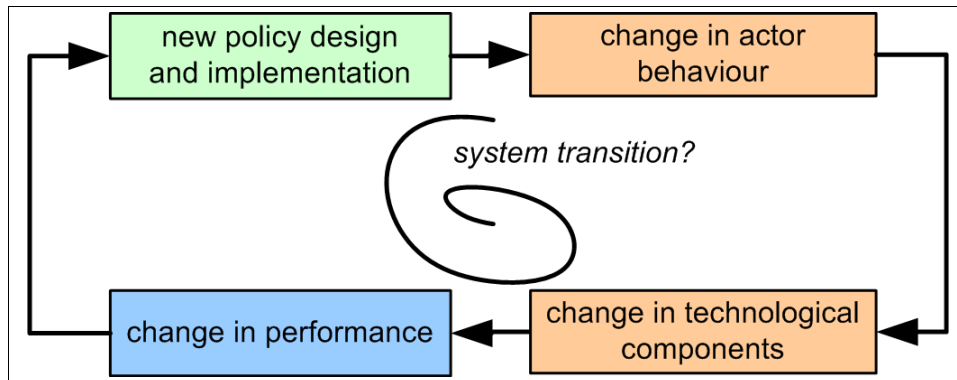 new policy design
and implementation
change in actor
behaviour
system transition?
change in performance
change in technological
components